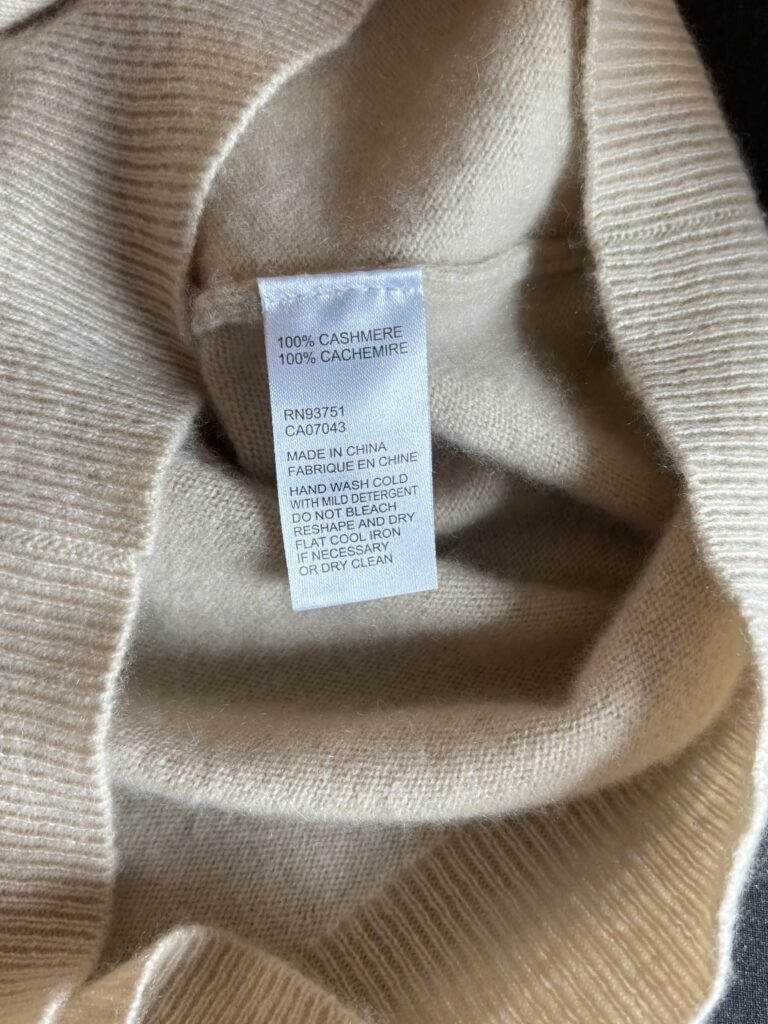 100% CASHMERE
100% CACHEMIRE
RN93751
CA07043
MADE IN CHINA
FABRIQUE EN CHINE
HAND WASH COLD
WITH MILD DETERGENT
DO NOT BLEACH
RESHAPE AND DRY
FLAT COOL IRON
IF NECESSARY
OR DRY CLEAN